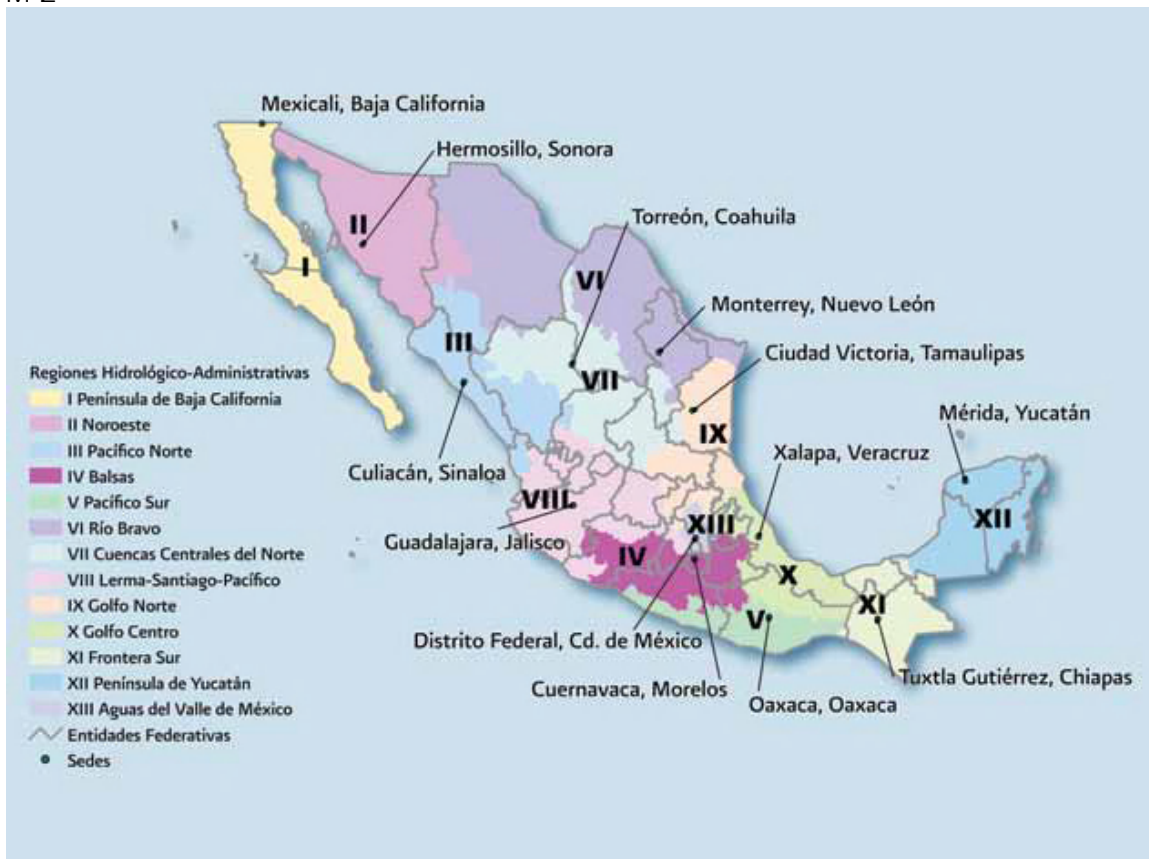 Mexicali, Baja California
Hermosillo, Sonora
II
Torreón, Coahuila
I
VI
Monterrey, Nuevo León
III
Ciudad Victoria, Tamaulipas
VII
Regiones Hidrológico-Administrativas
I Península de Baja California
II Noroeste
III Pacífico Norte
IV Balsas
V Pacífico Sur
VI Río Bravo
VII Cuencas Centrales del Norte
VIII Lerma-Santiago-Pacífico
IX Golfo Norte
X Golfo Centro
XI Frontera Sur
XII Península de Yucatán
XIII Aguas del Valle de México
Entidades Federativas
Sedes
Mérida, Yucatán
IX
Xalapa, Veracruz
Culiacán, Sinaloa
VIII
XIII
XII
Guadalajara, Jalisco
IV
X
XI
V
Distrito Federal, Cd. de México
Tuxtla Gutiérrez, Chiapas
Cuernavaca, Morelos
Oaxaca, Oaxaca